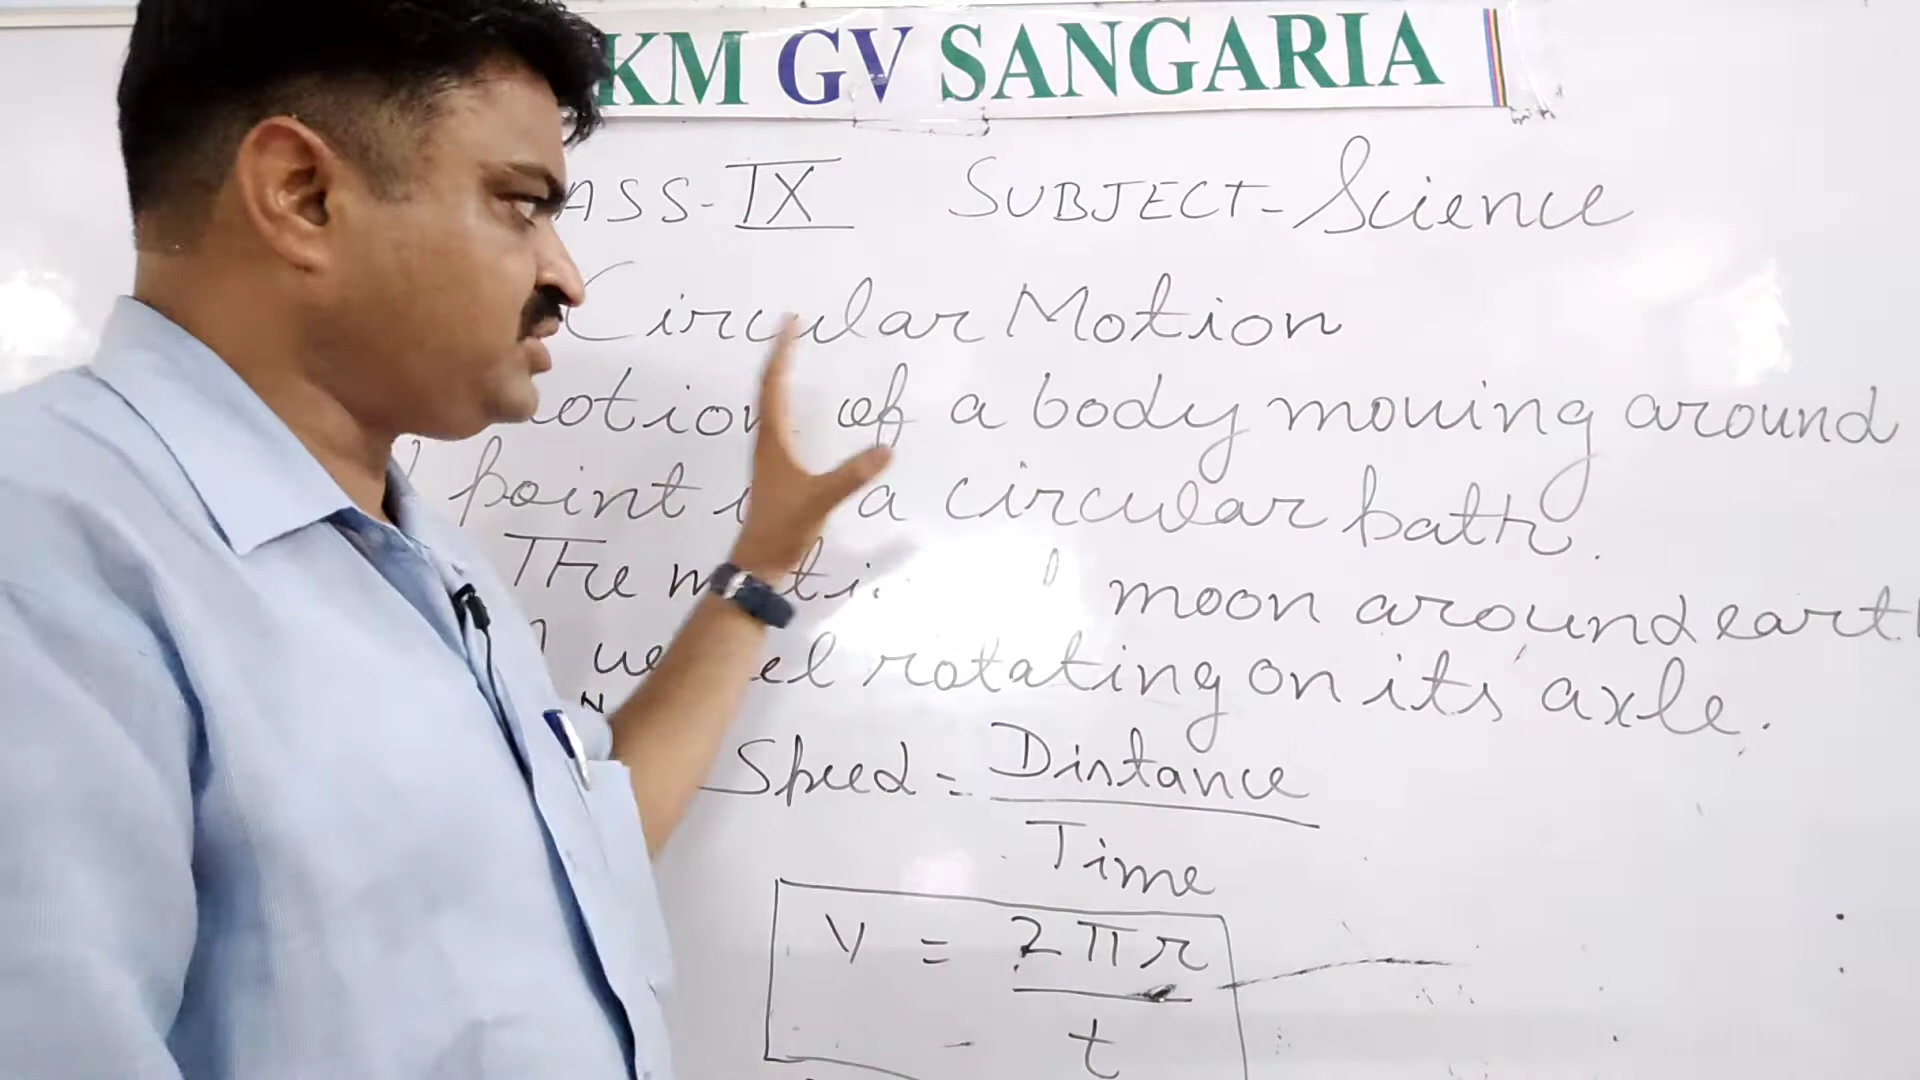 KM GV SANGARIA
ASS-IX SUBJECT-Science
Circular Motion
otion of a body moving around
point a circular path.
The moon around eart
rotating on its axle.
Speed = Distance
Time
V = 2πr
t